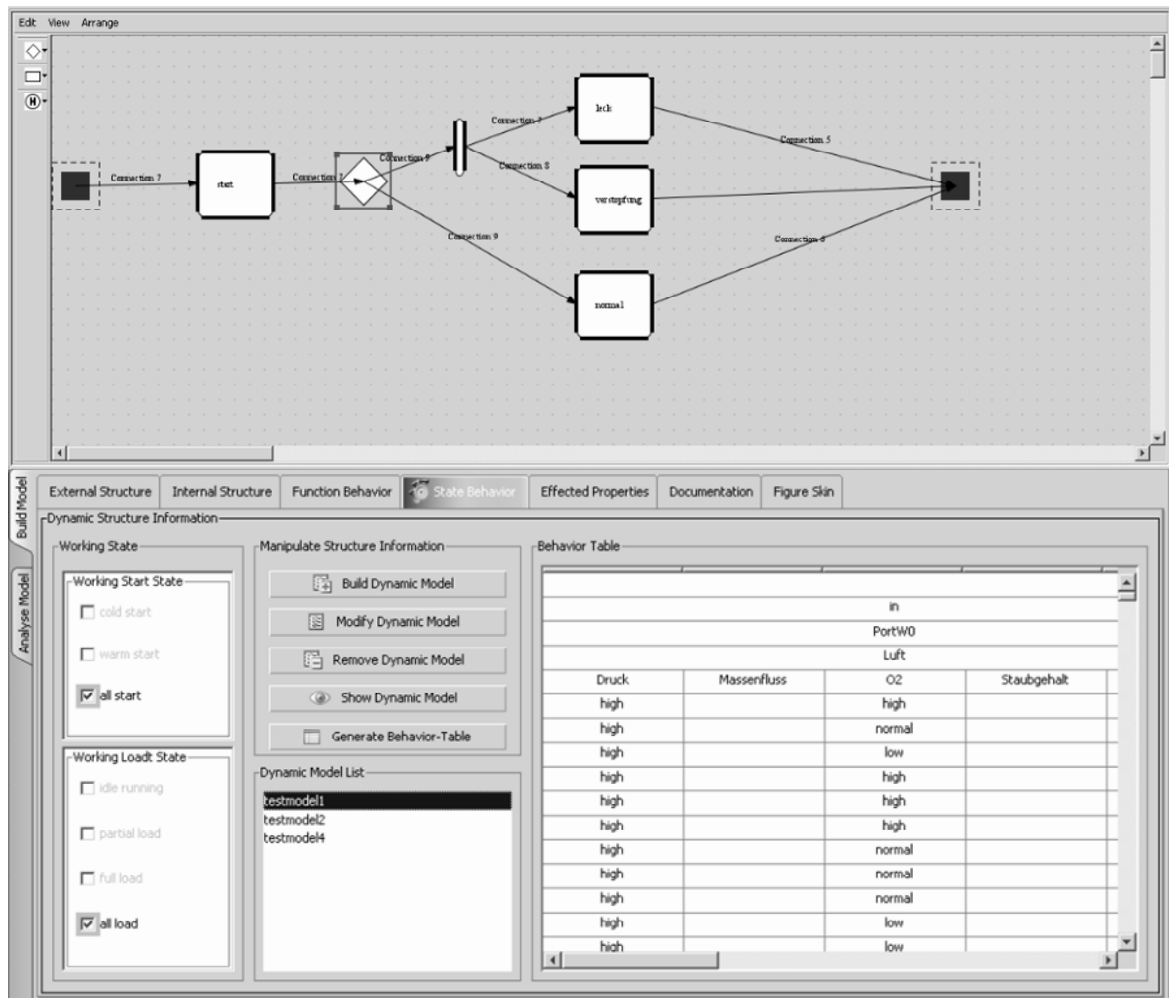 Edit View Arrange
H
leck
Connection 7
Connection 5
Connection 9
Connection 7
start
Connection
Connection 8
verstopfung
Connection 9
Connection 6
normal
Build Model
Analyse Model
External Structure Internal Structure Function Behavior State Behavior Effected Properties Documentation Figure Skin
Dynamic Structure Information
Working State Manipulate Structure Information Behavior Table
Working Start State
cold start
warm start
all start
Working Loadt State
idle running
partial load
full load
all load
Build Dynamic Model
Modify Dynamic Model
Remove Dynamic Model
Show Dynamic Model
Generate Behavior-Table
Dynamic Model List
testmodel1
testmodel2
testmodel4
in
PortW0
Luft
Druck Massenfluss O2 Staubgehalt
high high
high normal
high low
high high
high high
high high
high normal
high normal
high normal
high low
high low